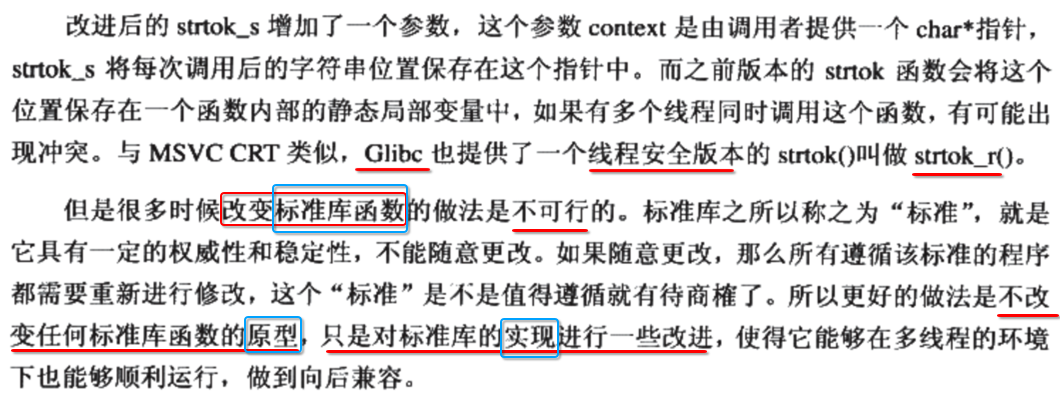 改进后的 strtok_s 增加了一个参数，这个参数 context 是由调用者提供一个 char*指针，
strtok_s 将每次调用后的字符串位置保存在这个指针中。而之前版本的 strtok 函数会将这个
位置保存在一个函数内部的静态局部变量中，如果有多个线程同时调用这个函数，有可能出
现冲突。与 MSVC CRT 类似，Glibc 也提供了一个线程安全版本的 strtok()叫做 strtok_r()。
但是很多时候改变标准库函数的做法是不可行的。标准库之所以称之为“标准”，就是
它具有一定的权威性和稳定性，不能随意更改。如果随意更改，那么所有遵循该标准的程序
都需要重新进行修改，这个“标准”是不是值得遵循就有待商榷了。所以更好的做法是不改
变任何标准库函数的原型，只是对标准库的实现进行一些改进，使得它能够在多线程的环境
下也能够顺利运行，做到向后兼容。